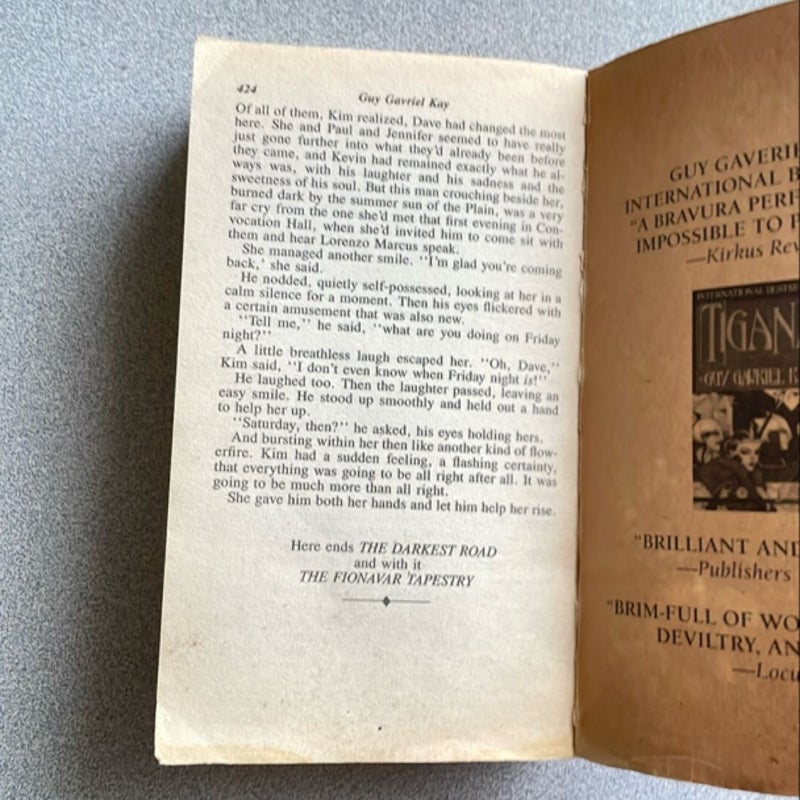 424
Guy Gavriel Kay
Of all of them, Kim realized, Dave had changed the most
here. She and Paul and Jennifer seemed to have really
just gone further into what they'd already been before
they came, and Kevin had remained exactly what he al-
ways was, with his laughter and his sadness and the
sweetness of his soul. But this man crouching beside her,
burned dark by the summer sun of the Plain, was a very
far cry from the one she'd met that first evening in Con-
vocation Hall, when she'd invited him to come sit with
them and hear Lorenzo Marcus speak.
She managed another smile. "I'm glad you're coming
back,' she said.
He nodded, quietly self-possessed, looking at her in a
calm silence for a moment. Then his eyes flickered with
a certain amusement that was also new.
"Tell me," he said, "what are you doing on Friday
night?"
A little breathless laugh escaped her. "Oh, Dave,"
Kim said, "I don't even know when Friday night is!"
He laughed too. Then the laughter passed, leaving an
easy smile. He stood up smoothly and held out a hand
to help her up.
"Saturday, then?" he asked, his eyes holding hers.
And bursting within her then like another kind of flow-
erfire. Kim had a sudden feeling, a flashing certainty,
that everything was going to be all right after all. It was
going to be much more than all right.
She gave him both her hands and let him help her rise.
Here ends THE DARKEST ROAD
and with it
THE FIONAVAR TAPESTRY
GUY GAVERI
INTERNATIONAL B
"A BRAVURA PERF
IMPOSSIBLE TO P
—Kirkus Rev
INTERNATIONAL BESTSE
TIGANA
GUY GAVRIEL K
"BRILLIANT AND
—Publishers
"BRIM-FULL OF WO
DEVILTRY, AN
—Locu